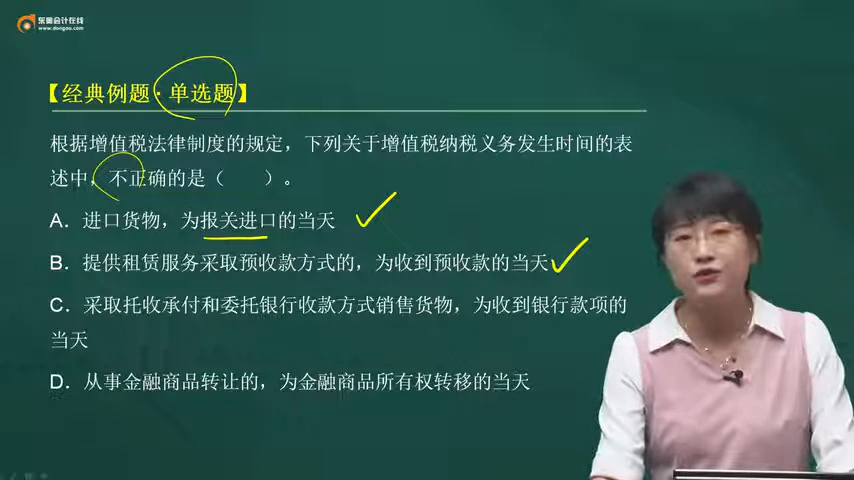 东奥会计在线
www.dongao.com
【经典例题·单选题】
根据增值税法律制度的规定，下列关于增值税纳税义务发生时间的表
述中，不正确的是（　　）。
A．进口货物，为报关进口的当天
B．提供租赁服务采取预收款方式的，为收到预收款的当天
C．采取托收承付和委托银行收款方式销售货物，为收到银行款项的
当天
D．从事金融商品转让的，为金融商品所有权转移的当天